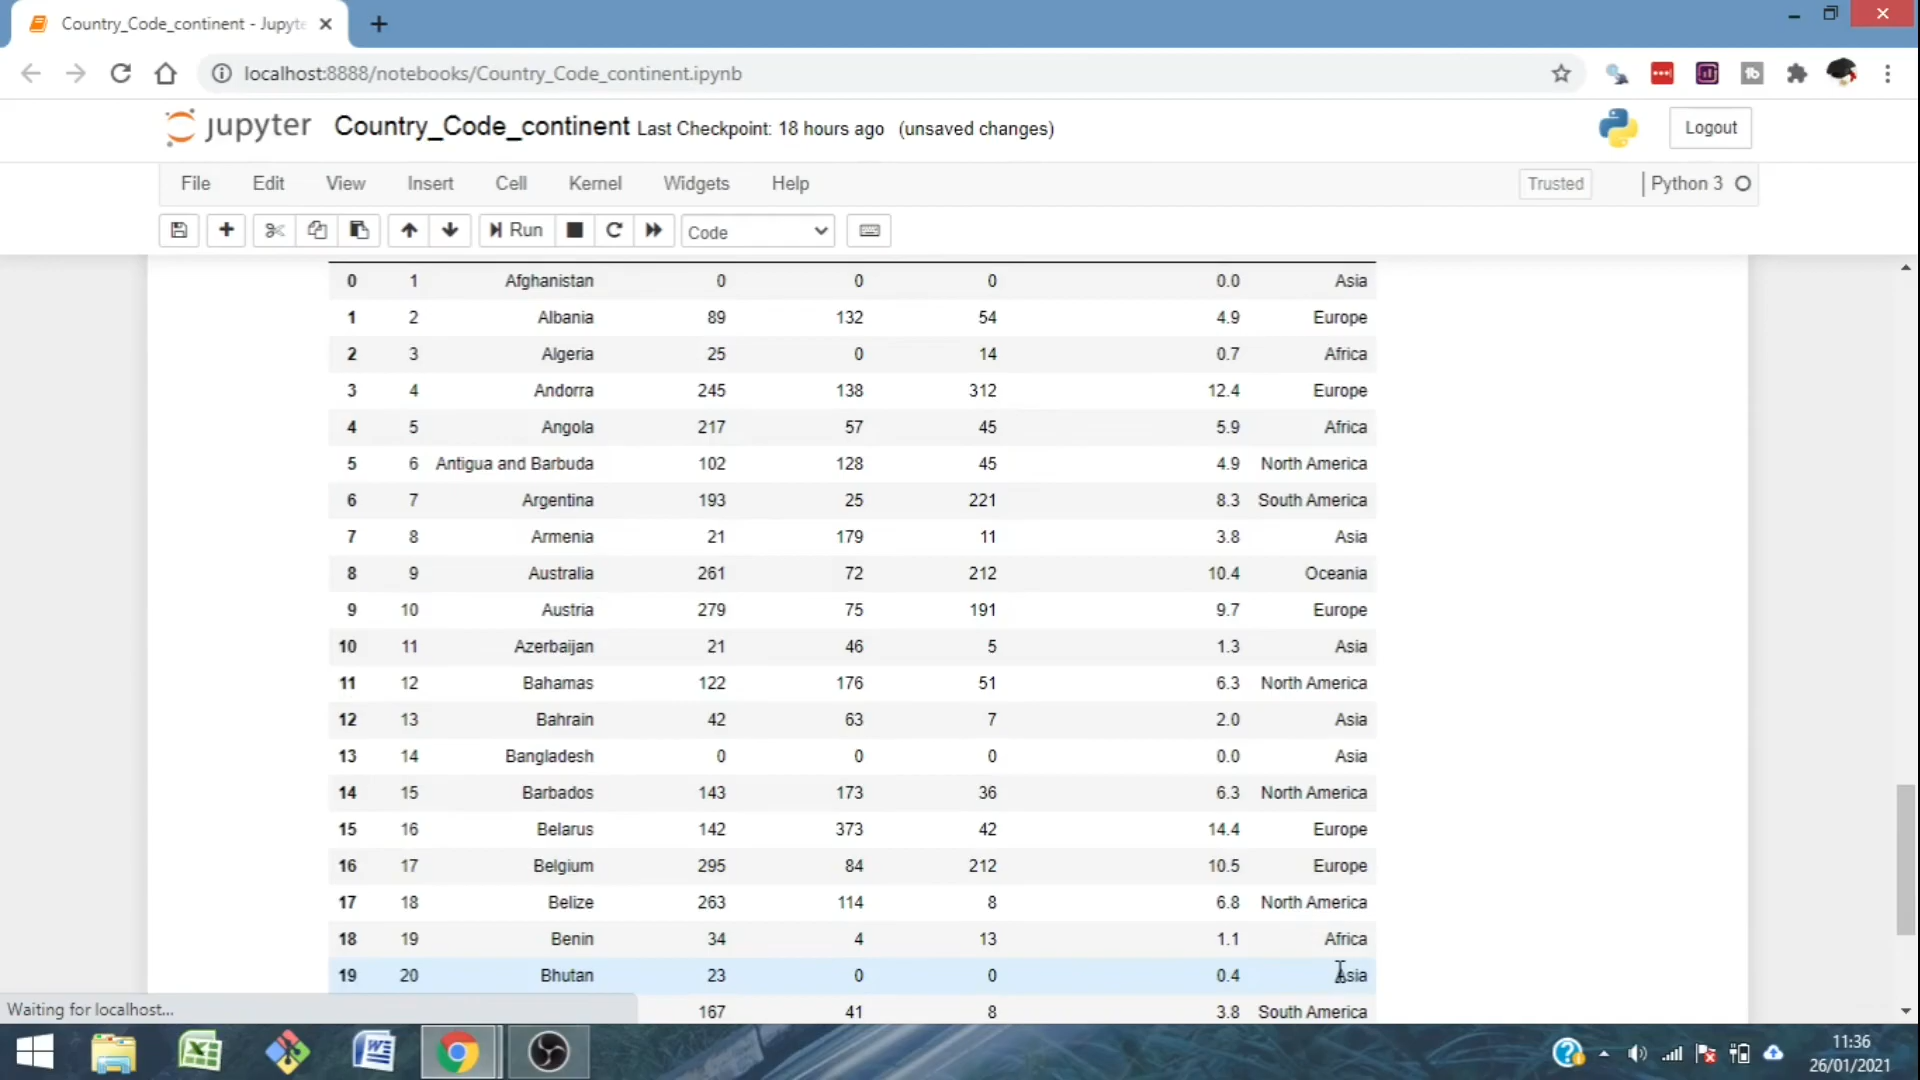 Country_Code_continent - Jupyte
localhost:8888/notebooks/Country_Code_continent.ipynb
jupyter Country_Code_continent Last Checkpoint: 18 hours ago (unsaved changes) Logout
File Edit View Insert Cell Kernel Widgets Help Trusted Python 3
Run Code
0 1 Afghanistan 0 0 0 0.0 Asia
1 2 Albania 89 132 54 4.9 Europe
2 3 Algeria 25 0 14 0.7 Africa
3 4 Andorra 245 138 312 12.4 Europe
4 5 Angola 217 57 45 5.9 Africa
5 6 Antigua and Barbuda 102 128 45 4.9 North America
6 7 Argentina 193 25 221 8.3 South America
7 8 Armenia 21 179 11 3.8 Asia
8 9 Australia 261 72 212 10.4 Oceania
9 10 Austria 279 75 191 9.7 Europe
10 11 Azerbaijan 21 46 5 1.3 Asia
11 12 Bahamas 122 176 51 6.3 North America
12 13 Bahrain 42 63 7 2.0 Asia
13 14 Bangladesh 0 0 0 0.0 Asia
14 15 Barbados 143 173 36 6.3 North America
15 16 Belarus 142 373 42 14.4 Europe
16 17 Belgium 295 84 212 10.5 Europe
17 18 Belize 263 114 8 6.8 North America
18 19 Benin 34 4 13 1.1 Africa
19 20 Bhutan 23 0 0 0.4 Asia
167 41 8 3.8 South America
Waiting for localhost...
11:36
26/01/2021